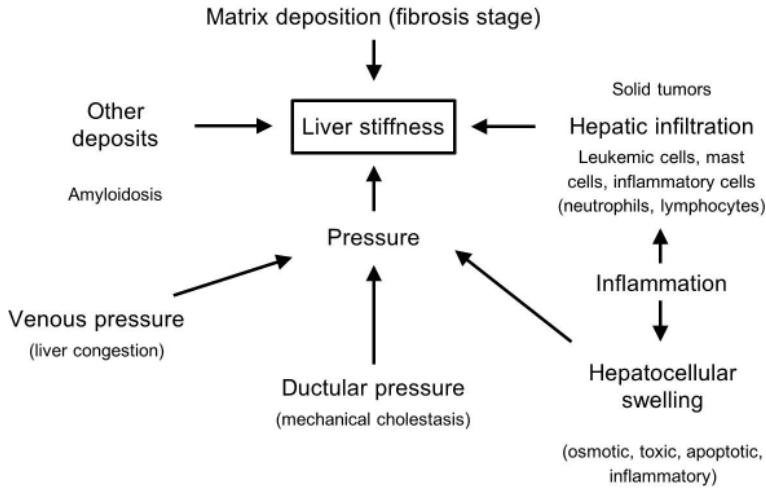 Matrix deposition (fibrosis stage)
Other
deposits
Amyloidosis
Liver stiffness
Solid tumors
Hepatic infiltration
Leukemic cells, mast
cells, inflammatory cells
(neutrophils, lymphocytes)
Pressure
Inflammation
Venous pressure
(liver congestion)
Ductular pressure
(mechanical cholestasis)
Hepatocellular
swelling
(osmotic, toxic, apoptotic,
inflammatory)